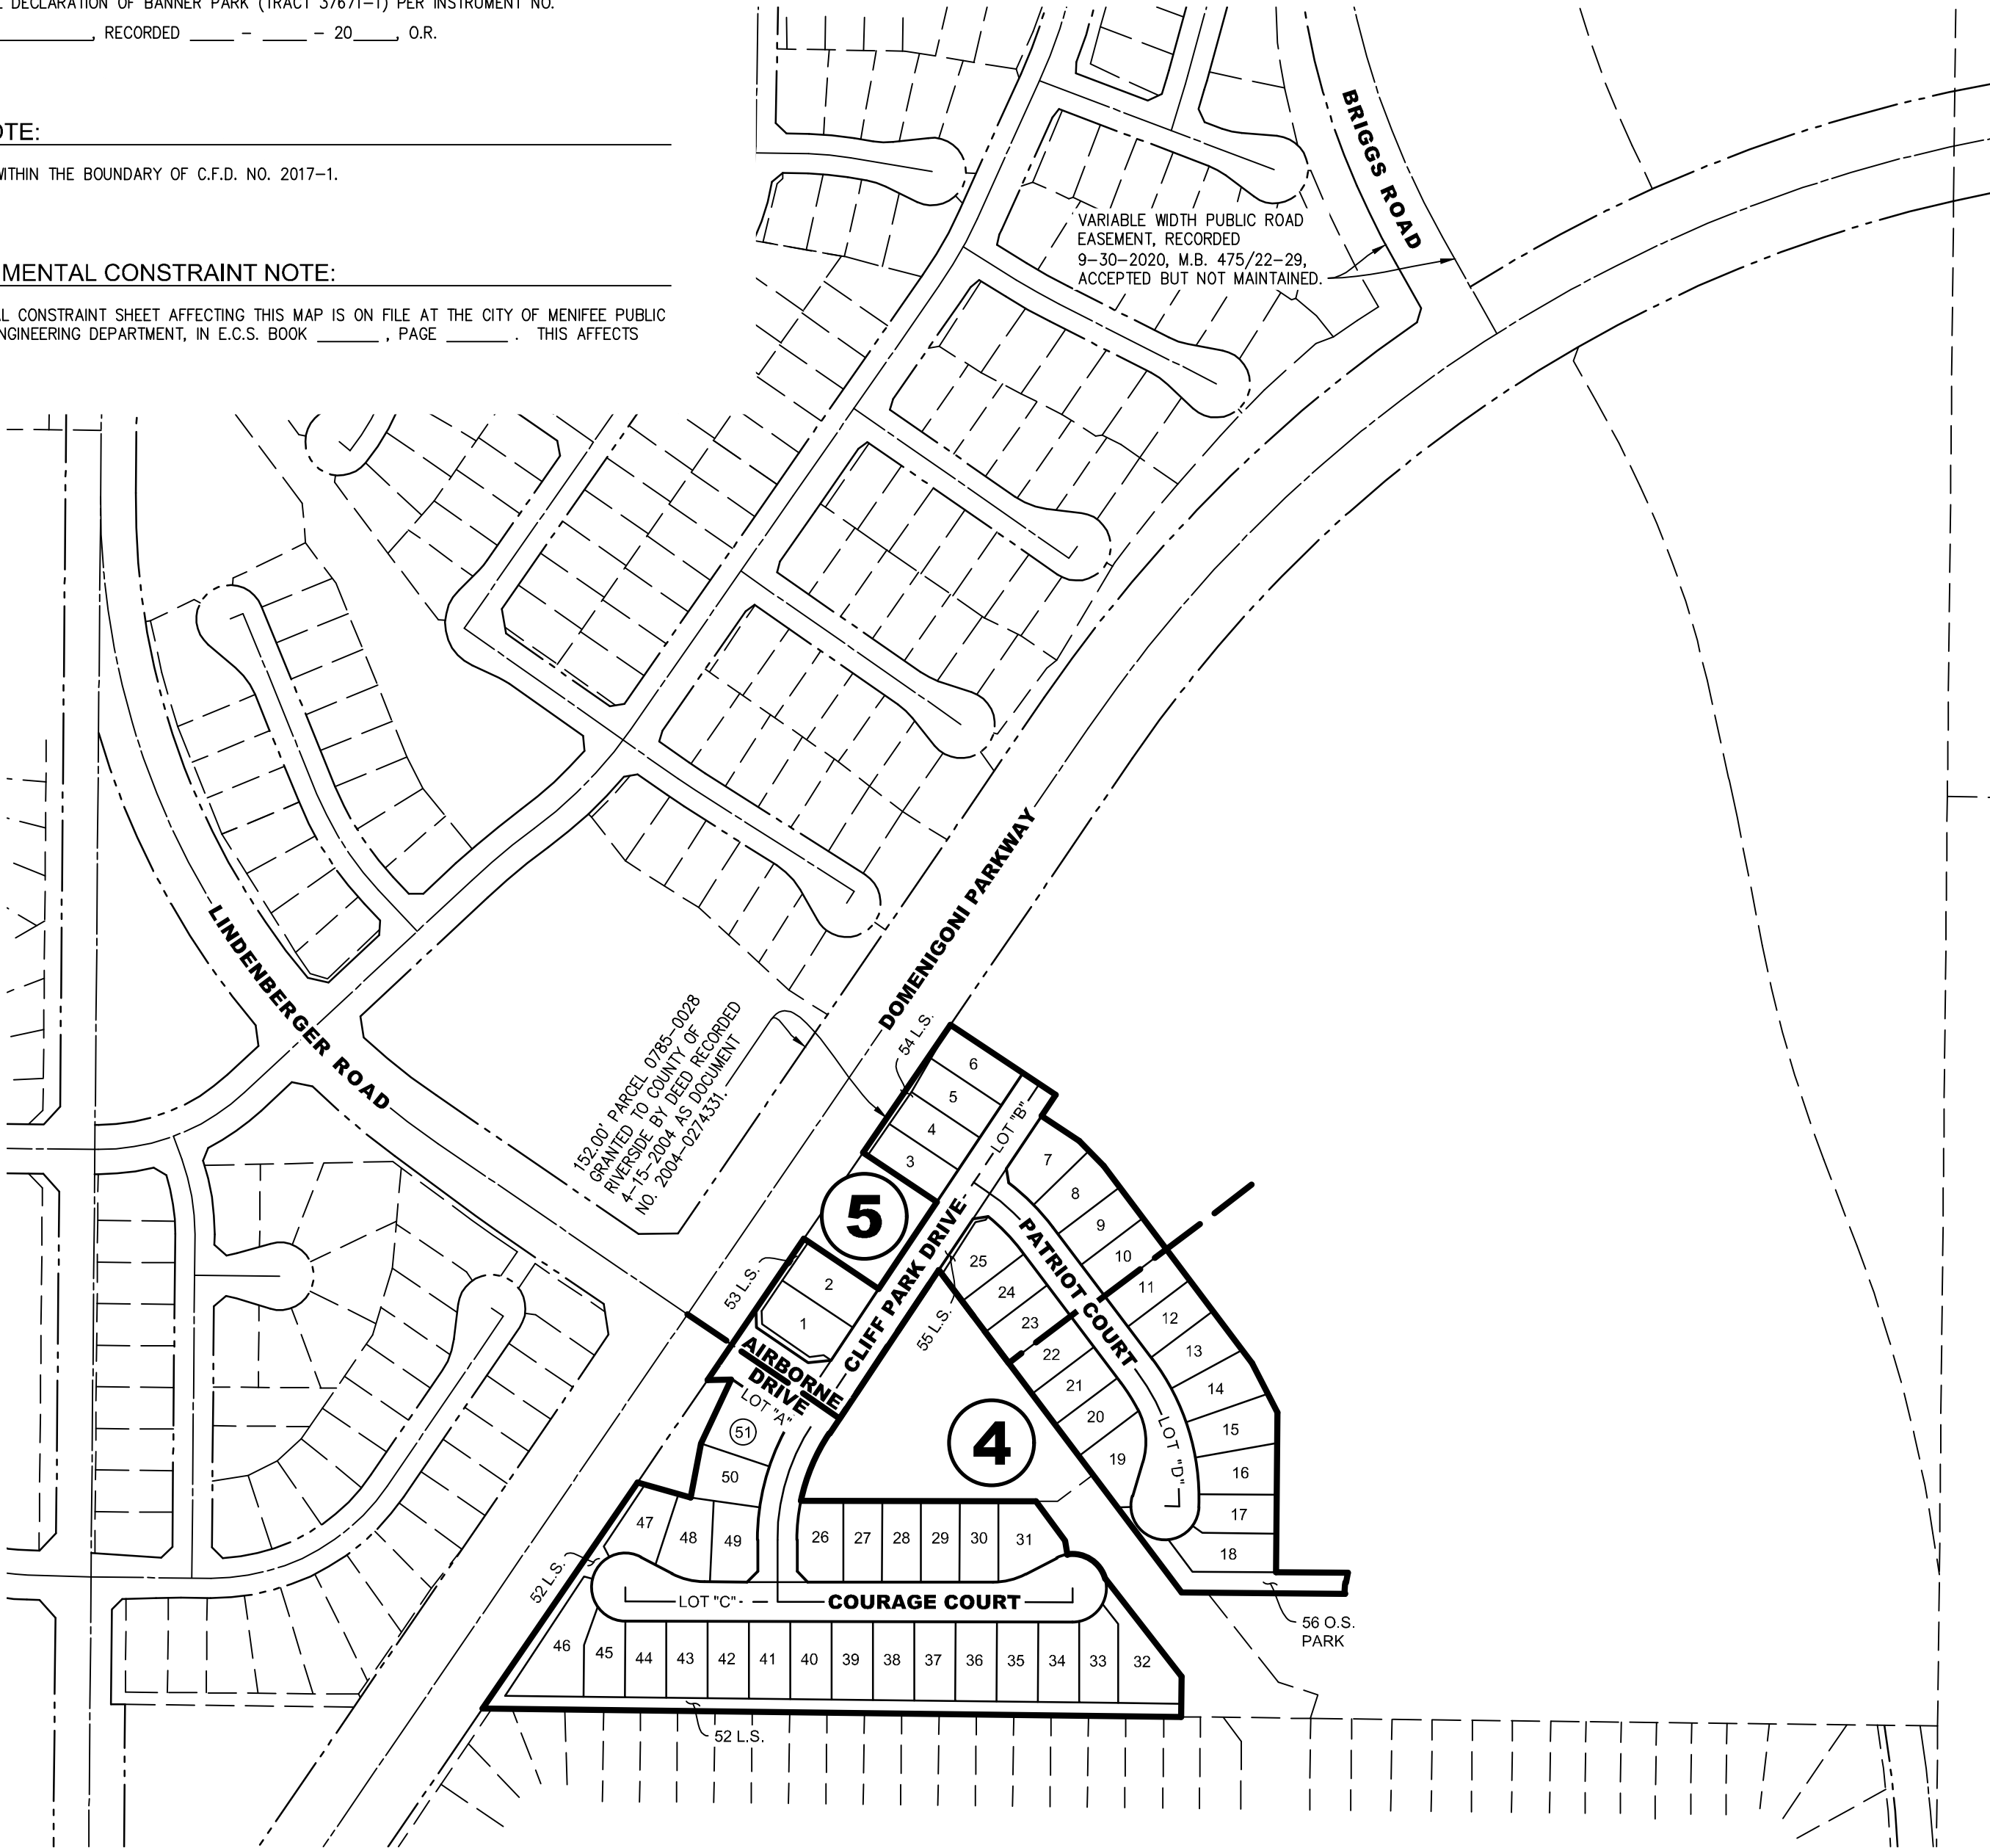 DECLARATION OF BANNER PARK (TRACT 37671-1) PER INSTRUMENT NO.
, RECORDED ____ - ____ - 20____, O.R.
OTE:
WITHIN THE BOUNDARY OF C.F.D. NO. 2017-1.
MENTAL CONSTRAINT NOTE:
AL CONSTRAINT SHEET AFFECTING THIS MAP IS ON FILE AT THE CITY OF MENIFEE PUBLIC
NGINEERING DEPARTMENT, IN E.C.S. BOOK ______ , PAGE ______ . THIS AFFECTS
BRIGGS ROAD
VARIABLE WIDTH PUBLIC ROAD
EASEMENT, RECORDED
9-30-2020, M.B. 475/22-29,
ACCEPTED BUT NOT MAINTAINED.
DOMENIGONI PARKWAY
LINDENBERGER ROAD
152.00' PARCEL 0785-0028
GRANTED TO COUNTY OF
RIVERSIDE BY DEED RECORDED
4-15-2004 AS DOCUMENT
NO. 2004-0274331.
54 L.S.
6
5
4
3
LOT "B"
7
8
9
10
11
12
13
14
15
16
17
18
5
PATRIOT COURT
25
24
23
22
21
20
19
LOT "D"
53 L.S.
2
1
CLIFF PARK DRIVE
55 L.S.
AIRBORNE
DRIVE
LOT "A"
51
50
4
47
48
49
26
27
28
29
30
31
52 L.S.
LOT "C"
COURAGE COURT
56 O.S.
PARK
46
45
44
43
42
41
40
39
38
37
36
35
34
33
32
52 L.S.